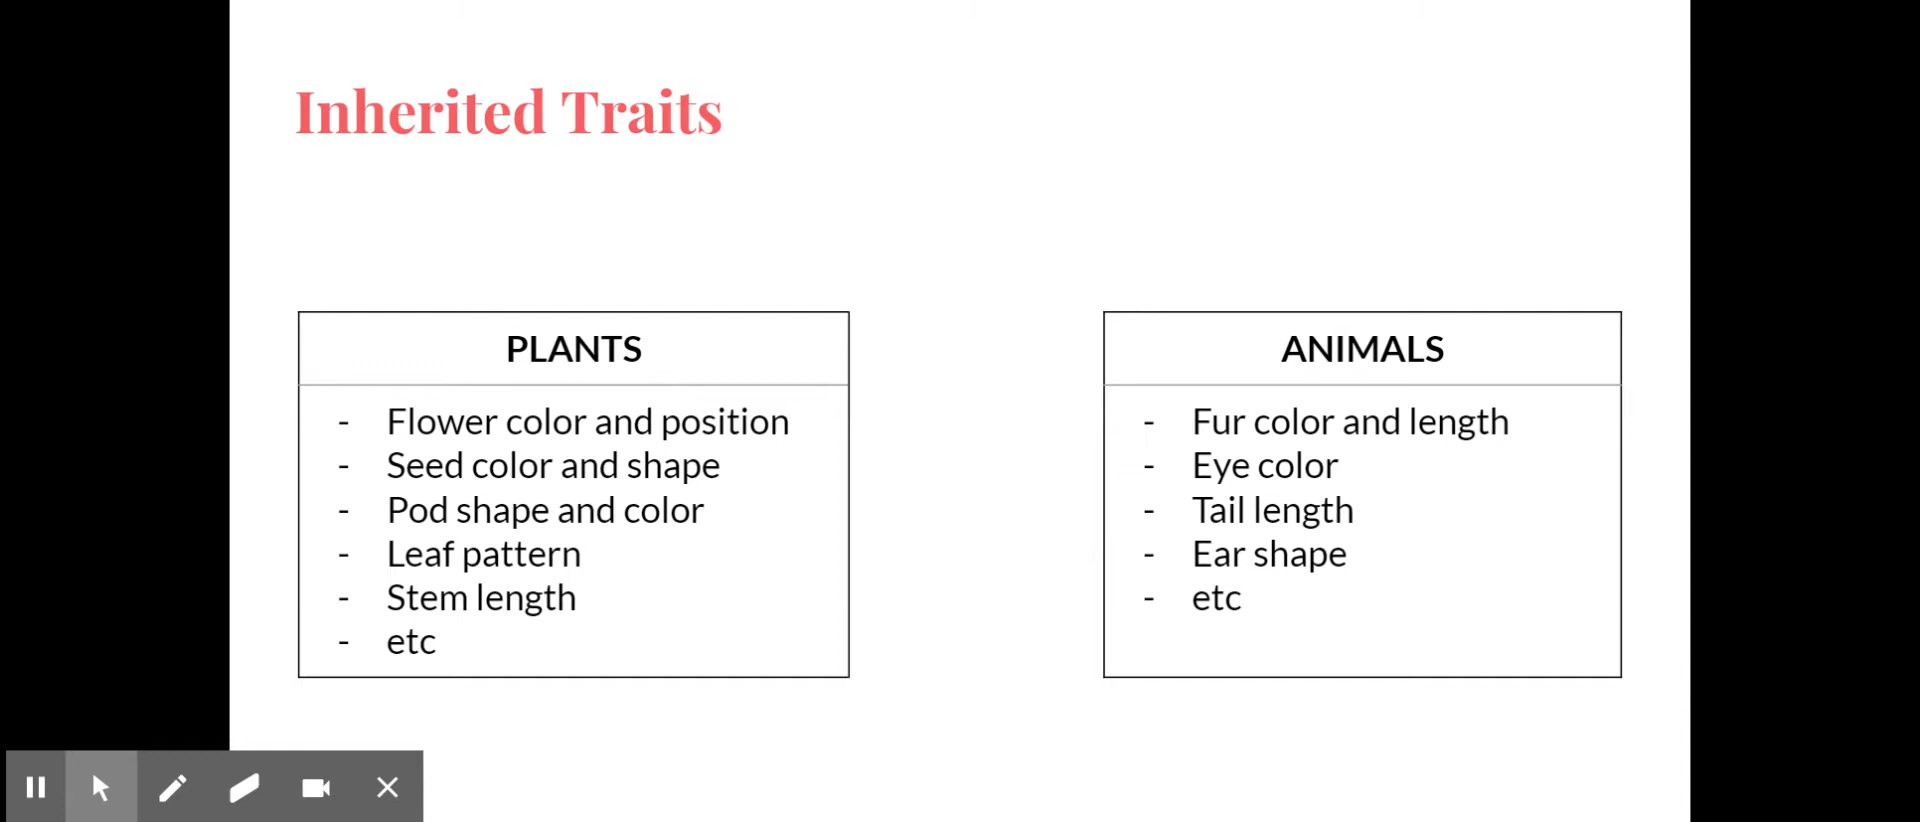 Inherited Traits
PLANTS
- Flower color and position
- Seed color and shape
- Pod shape and color
- Leaf pattern
- Stem length
- etc
ANIMALS
- Fur color and length
- Eye color
- Tail length
- Ear shape
- etc